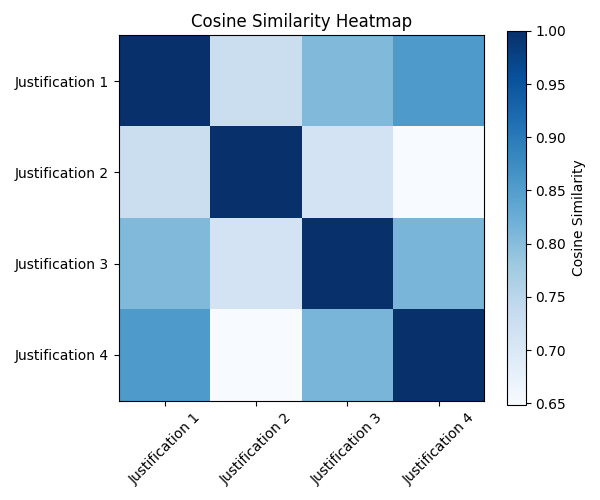 Cosine Similarity Heatmap
Justification 1
Justification 2
Justification 3
Justification 4
Justification 1
Justification 2
Justification 3
Justification 4
1.00
0.95
0.90
0.85
0.80
0.75
0.70
0.65
Cosine Similarity